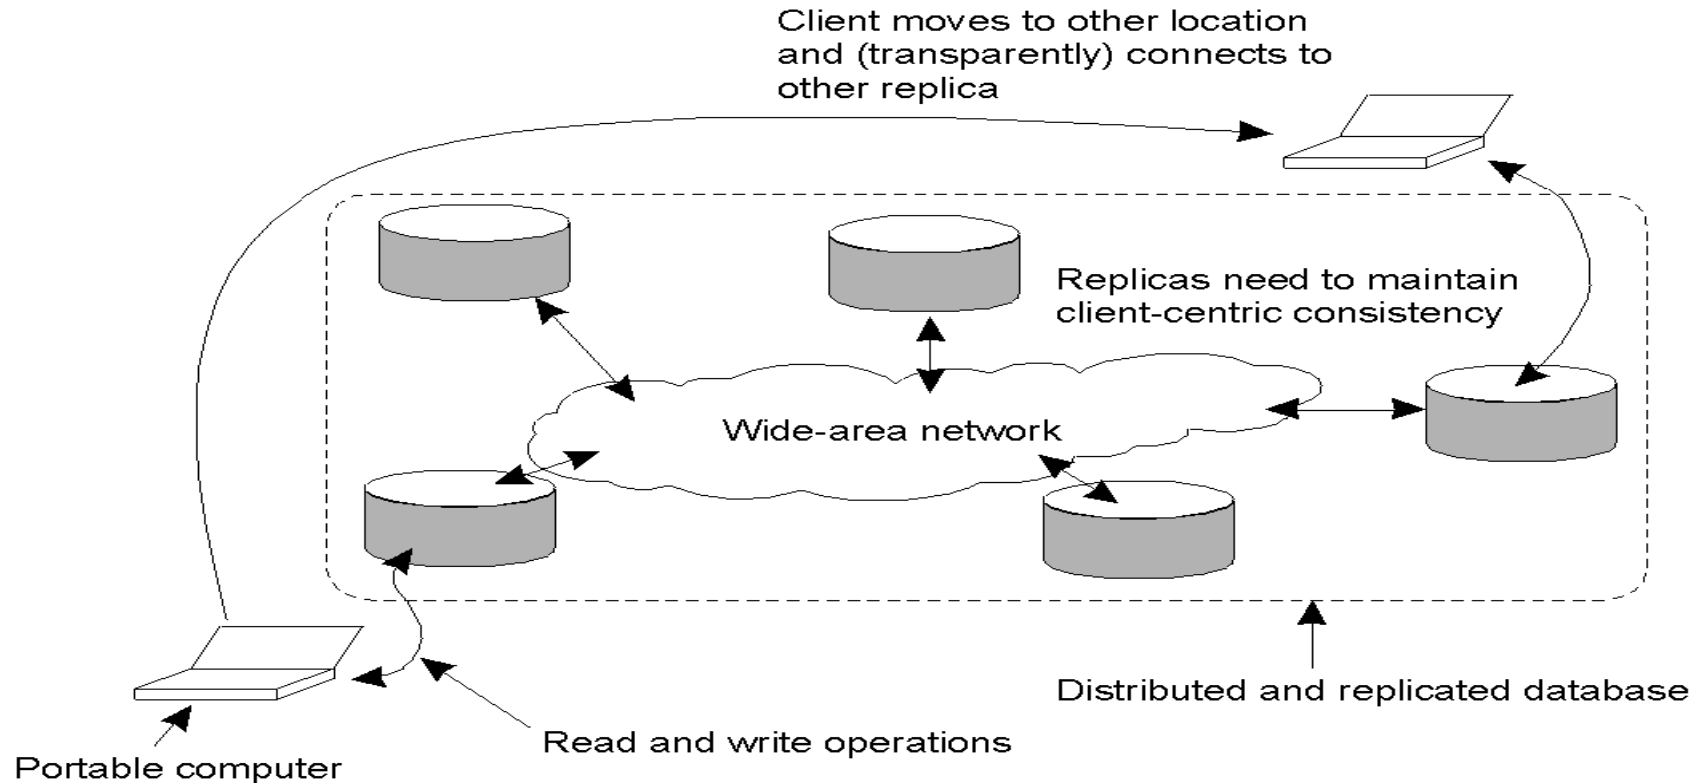 Client moves to other location
and (transparently) connects to
other replica
Replicas need to maintain
client-centric consistency
Wide-area network
Distributed and replicated database
Read and write operations
Portable computer